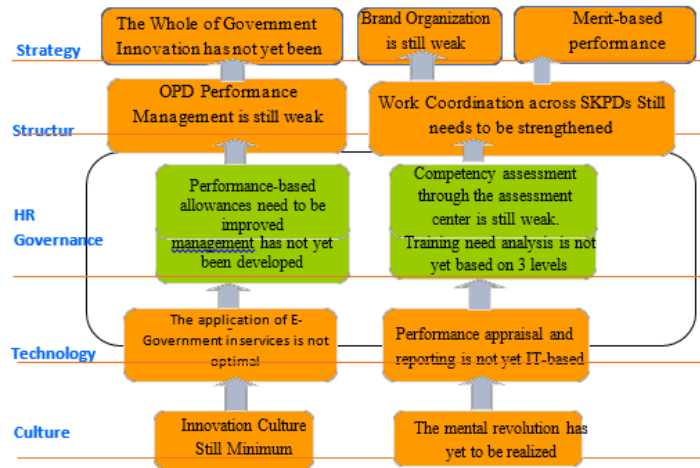 The Whole of Government
Innovation has not yet been
Brand Organization
is still weak
Merit-based
performance
Strategy
OPD Performance
Management is still weak
Work Coordination across SKPDs Still
needs to be strengthened
Structur
Performance-based
allowances need to be
improved
management has not yet
been developed
Competency assessment
through the assessment
center is still weak.
Training need analysis is not
yet based on 3 levels
HR
Governance
The application of E-
Government in services is not
optimal
Performance appraisal and
reporting is not yet IT-based
Technology
Innovation Culture
Still Minimum
The mental revolution has
yet to be realized
Culture